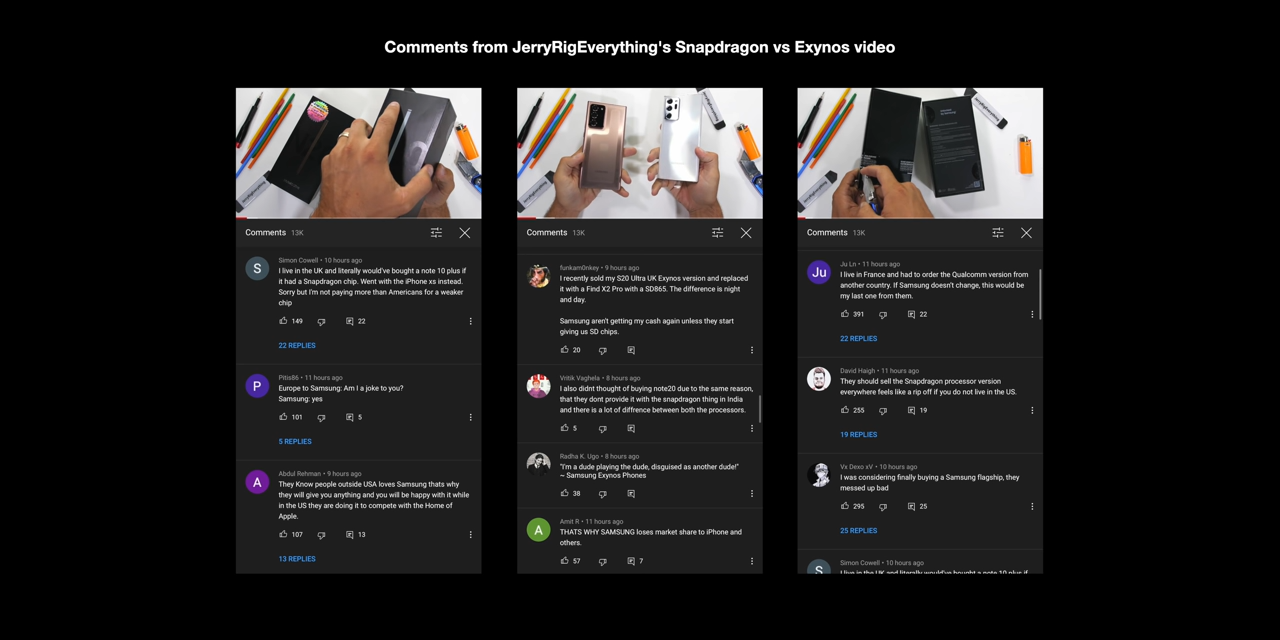 Comments from JerryRigEverything's Snapdragon vs Exynos video
Comments 13K
S
Simon Cowell • 10 hours ago
I live in the UK and literally would've bought a note 10 plus if
it had a Snapdragon chip. Went with the iPhone xs instead.
Sorry but I'm not paying more than Americans for a weaker
chip
149 22
22 REPLIES
P
Pitis86 • 11 hours ago
Europe to Samsung: Am I a joke to you?
Samsung: yes
101 5
5 REPLIES
A
Abdul Rehman • 9 hours ago
They Know people outside USA loves Samsung thats why
they will give you anything and you will be happy with it while
in the US they are doing it to compete with the Home of
Apple.
107 13
13 REPLIES
Comments 13K
funkam0nkey • 9 hours ago
I recently sold my S20 Ultra UK Exynos version and replaced
it with a Find X2 Pro with a SD865. The difference is night
and day.
Samsung aren't getting my cash again unless they start
giving us SD chips.
20
Vritik Vaghela • 8 hours ago
I also didnt thought of buying note20 due to the same reason,
that they dont provide it with the snapdragon thing in India
and there is a lot of diffrence between both the processors.
5
Radha K. Ugo • 8 hours ago
"I'm a dude playing the dude, disguised as another dude!"
~ Samsung Exynos Phones
38
A
Amit R • 11 hours ago
THATS WHY SAMSUNG loses market share to iPhone and
others.
57 7
Comments 13K
Ju
Ju Ln • 11 hours ago
I live in France and had to order the Qualcomm version from
another country. If Samsung doesn't change, this would be
my last one from them.
391 22
22 REPLIES
David Haigh • 11 hours ago
They should sell the Snapdragon processor version
everywhere feels like a rip off if you do not live in the US.
255 19
19 REPLIES
Vx Dexo xV • 10 hours ago
I was considering finally buying a Samsung flagship, they
messed up bad
295 25
25 REPLIES
S
Simon Cowell • 10 hours ago
I live in the UK and literally would've bought a note 10 plus if